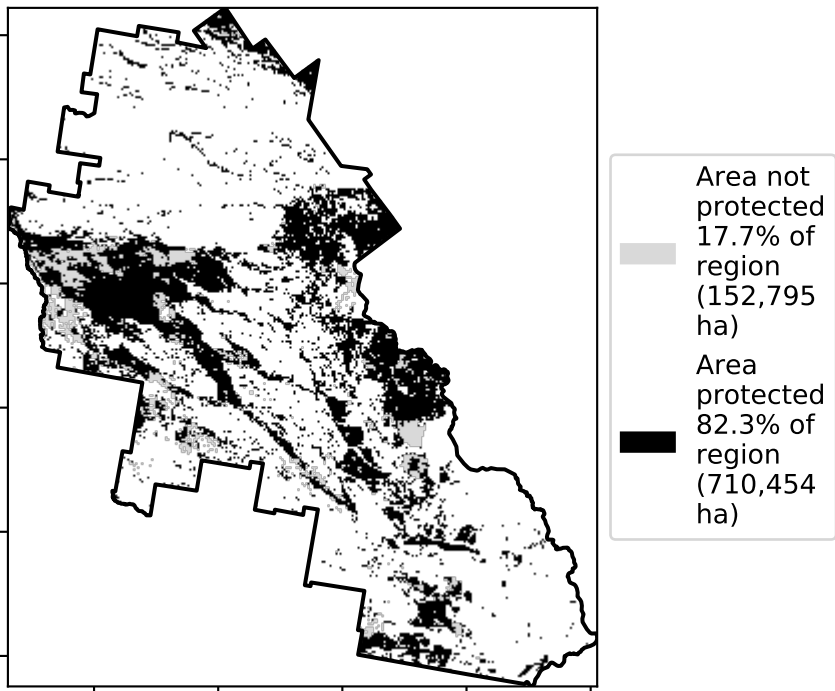 Area not
protected
17.7% of
region
(152,795
ha)
Area
protected
82.3% of
region
(710,454
ha)